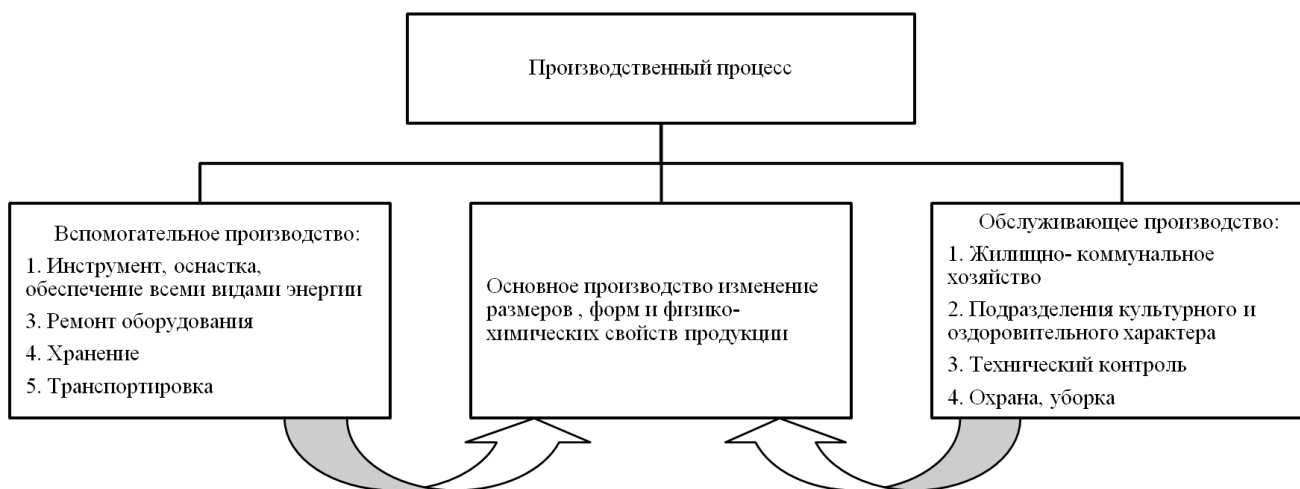 Производственный процесс
Вспомогательное производство:
1. Инструмент, оснастка,
обеспечение всеми видами энергии
3. Ремонт оборудования
4. Хранение
5. Транспортировка
Основное производство изменение
размеров , форм и физико-
химических свойств продукции
Обслуживающее производство:
1. Жилищно- коммунальное
хозяйство
2. Подразделения культурного и
оздоровительного характера
3. Технический контроль
4. Охрана, уборка